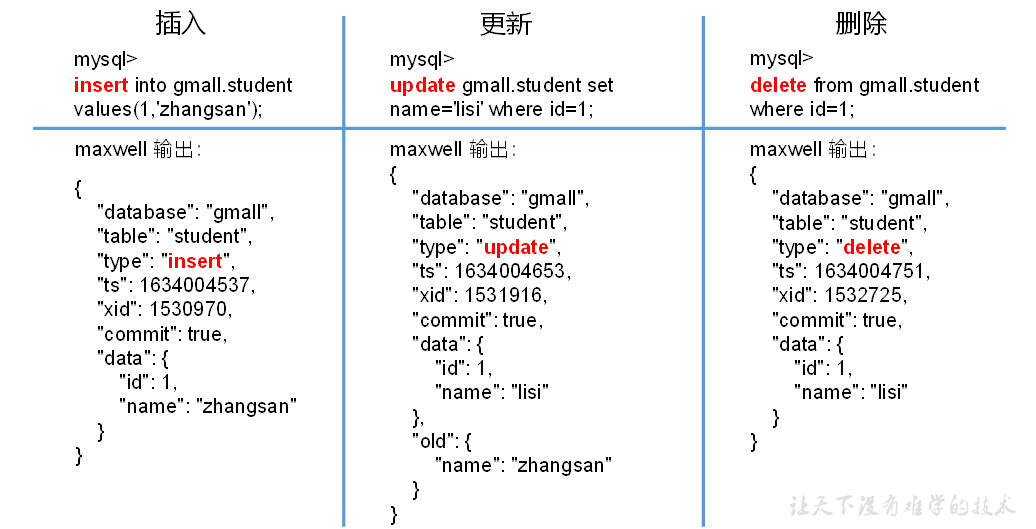 插入
mysql>
insert into gmall.student
values(1,'zhangsan');
maxwell 输出：
{
"database": "gmall",
"table": "student",
"type": "insert",
"ts": 1634004537,
"xid": 1530970,
"commit": true,
"data": {
"id": 1,
"name": "zhangsan"
}
}
更新
mysql>
update gmall.student set
name='lisi' where id=1;
maxwell 输出：
{
"database": "gmall",
"table": "student",
"type": "update",
"ts": 1634004653,
"xid": 1531916,
"commit": true,
"data": {
"id": 1,
"name": "lisi"
},
"old": {
"name": "zhangsan"
}
}
删除
mysql>
delete from gmall.student
where id=1;
maxwell 输出：
{
"database": "gmall",
"table": "student",
"type": "delete",
"ts": 1634004751,
"xid": 1532725,
"commit": true,
"data": {
"id": 1,
"name": "lisi"
}
}
让天下没有难学的技术